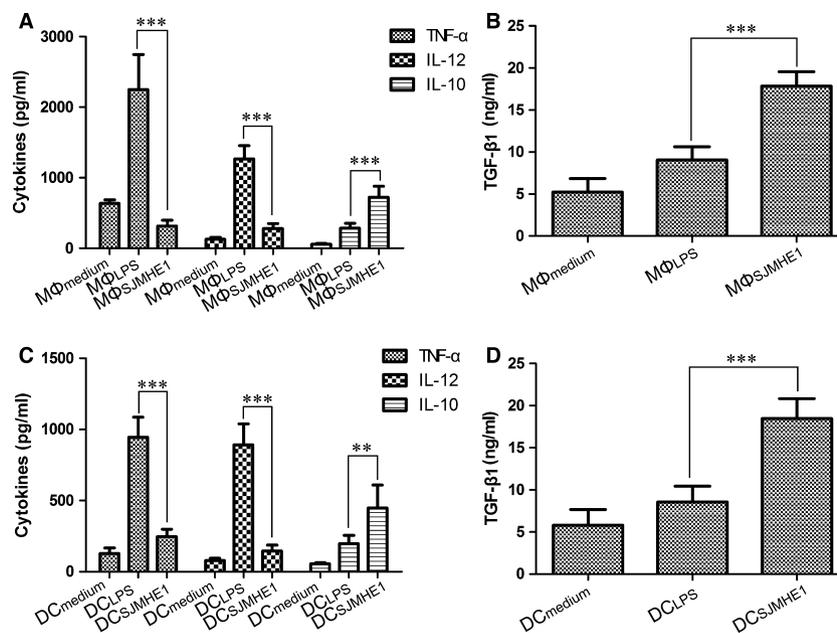 A
Cytokines (pg/ml)
3000
2000
1000
0
***
***
***
TNF-α
IL-12
IL-10
MΦmedium
MΦLPS
MΦSJMHE1
MΦmedium
MΦLPS
MΦSJMHE1
MΦmedium
MΦLPS
MΦSJMHE1
B
TGF-β1 (ng/ml)
25
20
15
10
5
0
***
MΦmedium
MΦLPS
MΦSJMHE1
C
Cytokines (pg/ml)
1500
1000
500
0
***
***
**
TNF-α
IL-12
IL-10
DCmedium
DCLPS
DCSJMHE1
DCmedium
DCLPS
DCSJMHE1
DCmedium
DCLPS
DCSJMHE1
D
TGF-β1 (ng/ml)
25
20
15
10
5
0
***
DCmedium
DCLPS
DCSJMHE1